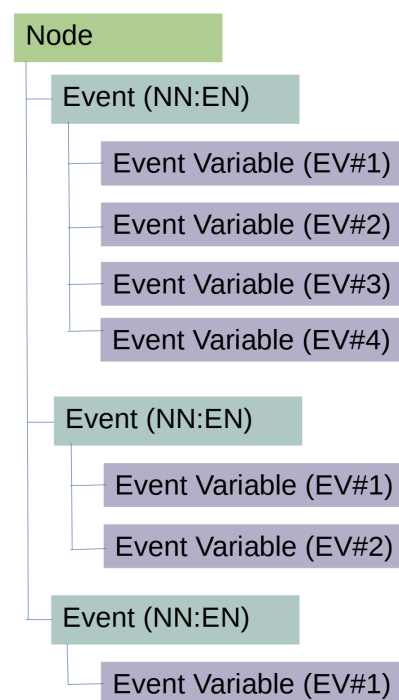 Node
Event (NN:EN)
Event Variable (EV#1)
Event Variable (EV#2)
Event Variable (EV#3)
Event Variable (EV#4)
Event (NN:EN)
Event Variable (EV#1)
Event Variable (EV#2)
Event (NN:EN)
Event Variable (EV#1)